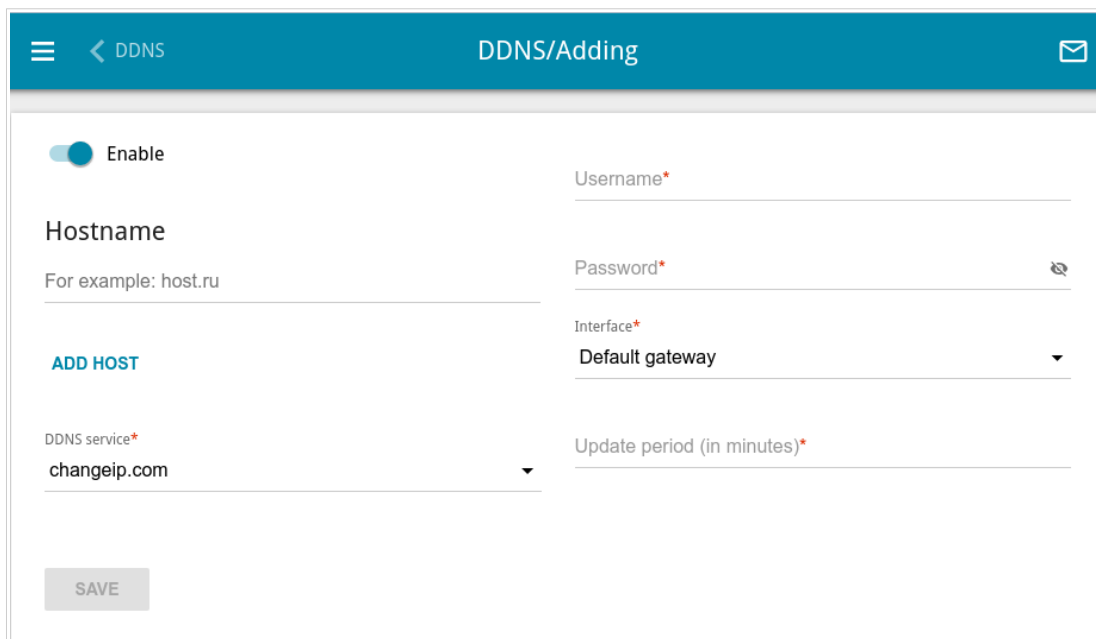 DDNS
DDNS/Adding
Enable
Hostname
For example: host.ru
ADD HOST
DDNS service*
changeip.com
SAVE
Username*
Password*
Interface*
Default gateway
Update period (in minutes)*